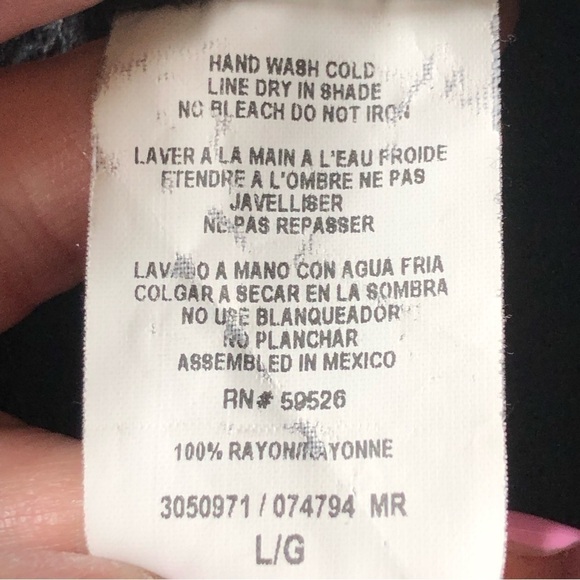 HAND WASH COLD
LINE DRY IN SHADE
NO BLEACH DO NOT IRON
LAVER A LA MAIN A L'EAU FROIDE
ETENDRE A L'OMBRE NE PAS
JAVELLISER
NE PAS REPASSER
LAVADO A MANO CON AGUA FRIA
COLGAR A SECAR EN LA SOMBRA
NO USE BLANQUEADOR
NO PLANCHAR
ASSEMBLED IN MEXICO
RN# 59526
100% RAYON/RAYONNE
3050971 / 074794 MR
L/G